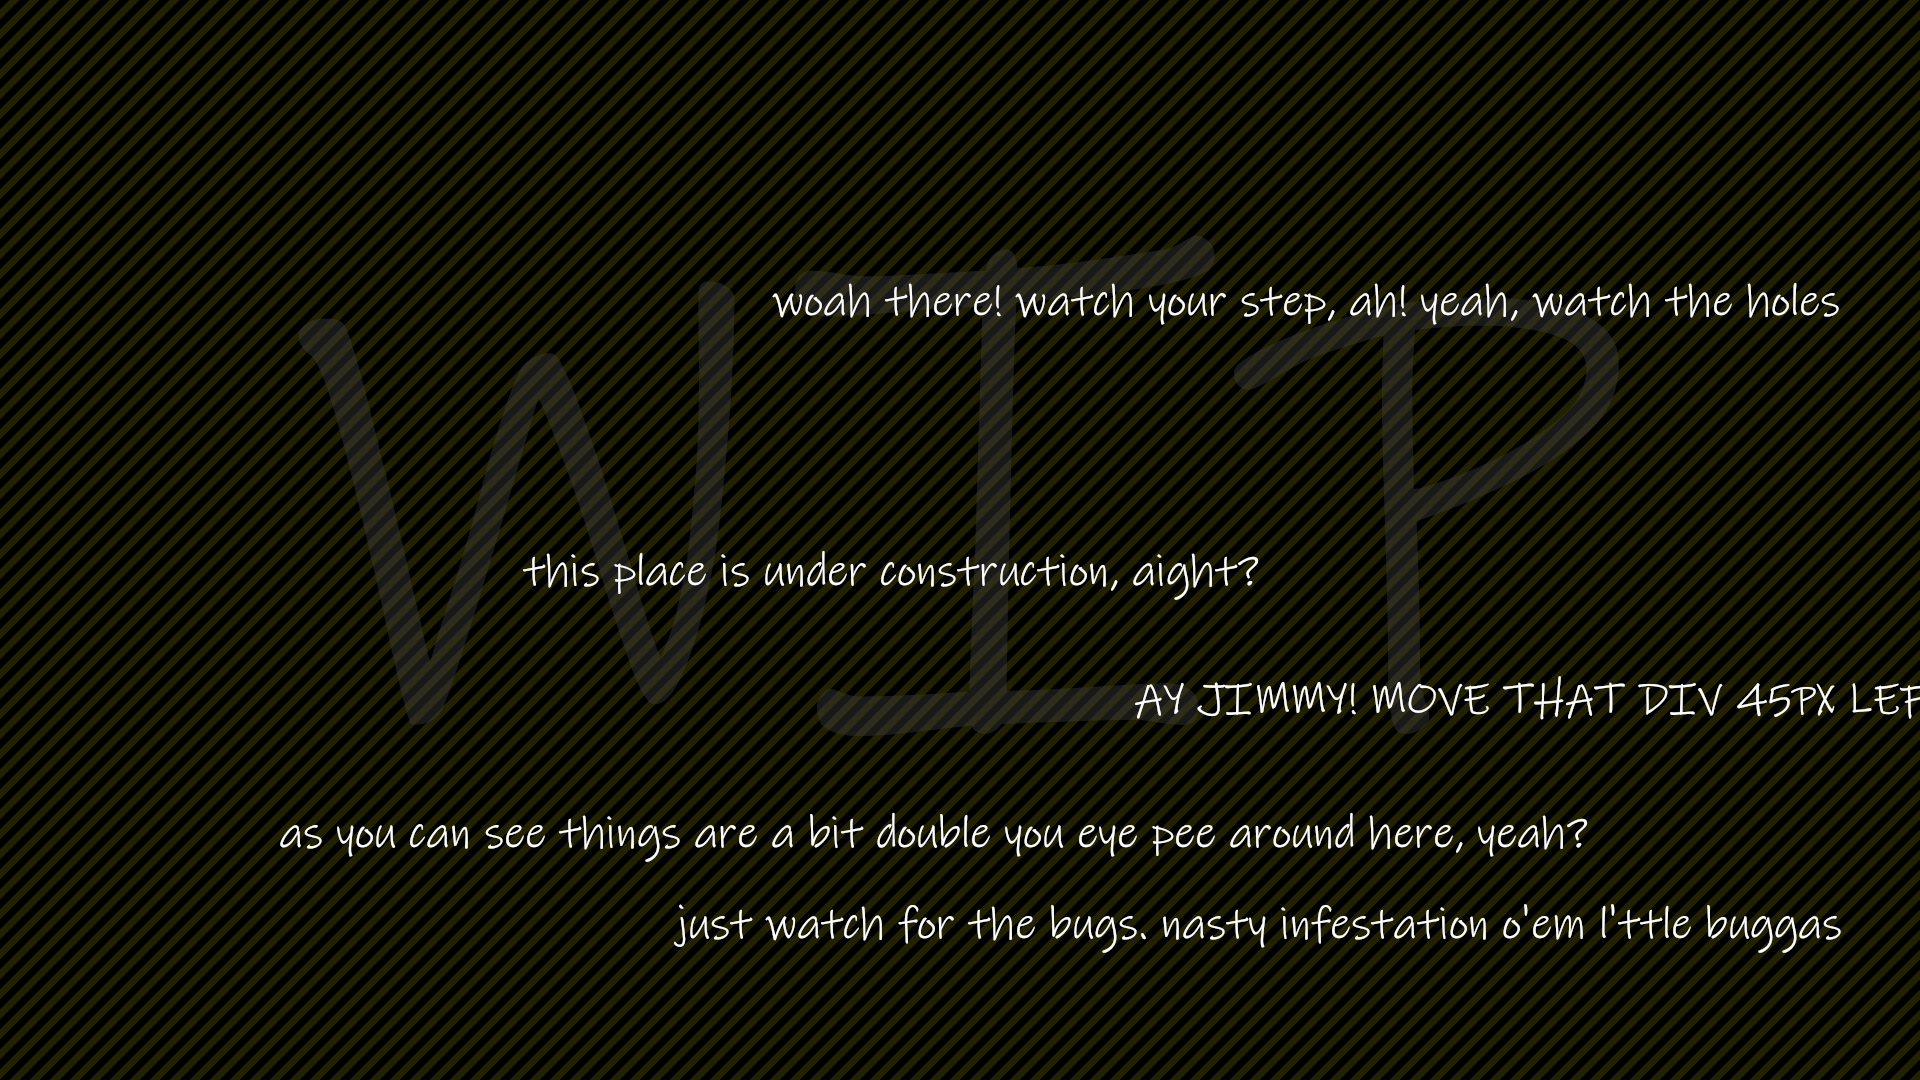 WIP
woah there! watch your step, ah! yeah, watch the holes
this place is under construction, aight?
AY JIMMY! MOVE THAT DIV 45PX LEF
as you can see things are a bit double you eye pee around here, yeah?
just watch for the bugs. nasty infestation o'em l'ttle buggas